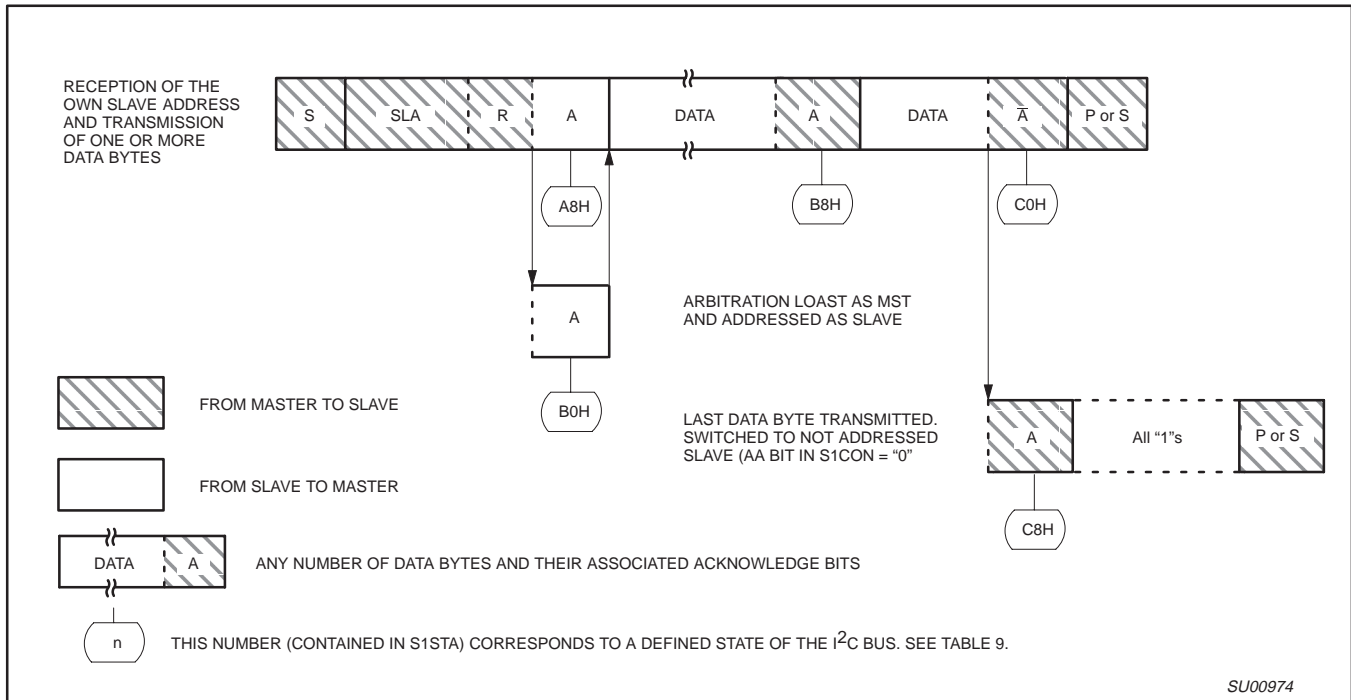 RECEPTION OF THE
OWN SLAVE ADDRESS
AND TRANSMISSION
OF ONE OR MORE
DATA BYTES
S SLA R A DATA A DATA A̅ P or S
A8H B8H C0H
A
ARBITRATION LOAST AS MST
AND ADDRESSED AS SLAVE
B0H
FROM MASTER TO SLAVE
LAST DATA BYTE TRANSMITTED.
SWITCHED TO NOT ADDRESSED
SLAVE (AA BIT IN S1CON = “0”
A All “1”s P or S
C8H
FROM SLAVE TO MASTER
DATA A ANY NUMBER OF DATA BYTES AND THEIR ASSOCIATED ACKNOWLEDGE BITS
n THIS NUMBER (CONTAINED IN S1STA) CORRESPONDS TO A DEFINED STATE OF THE I²C BUS. SEE TABLE 9.
SU00974